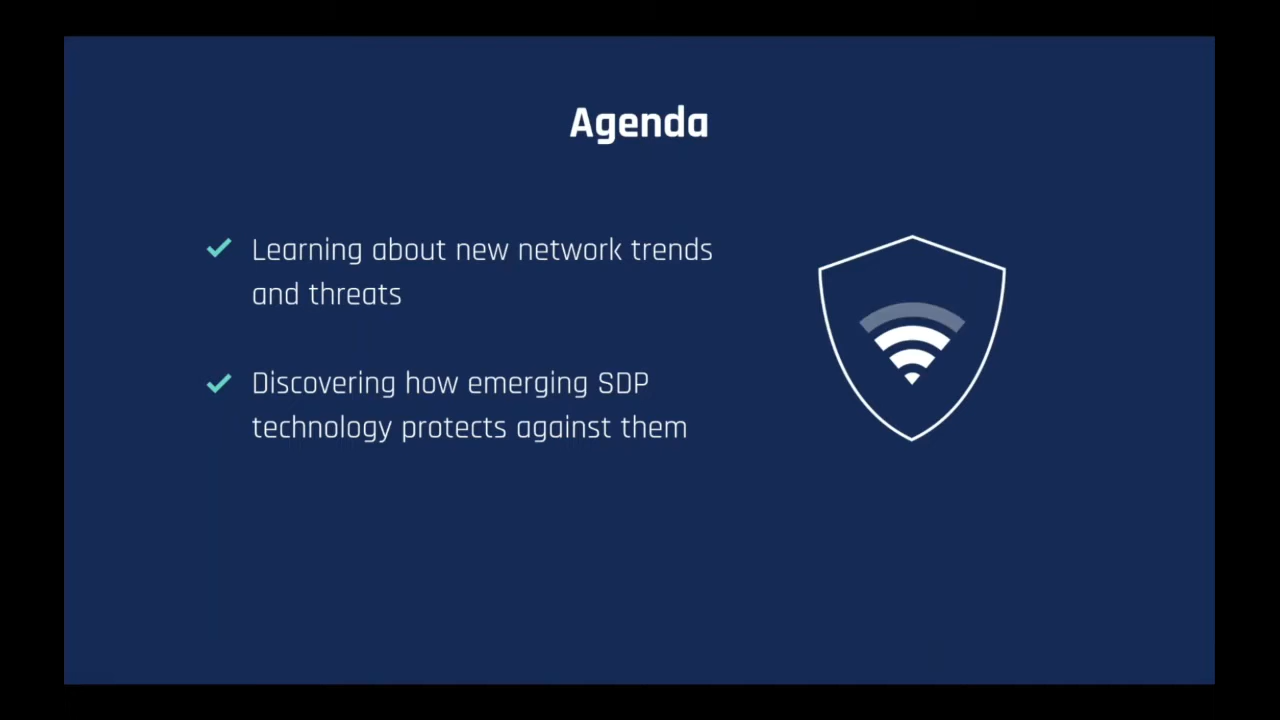 Agenda
Learning about new network trends
and threats
Discovering how emerging SDP
technology protects against them